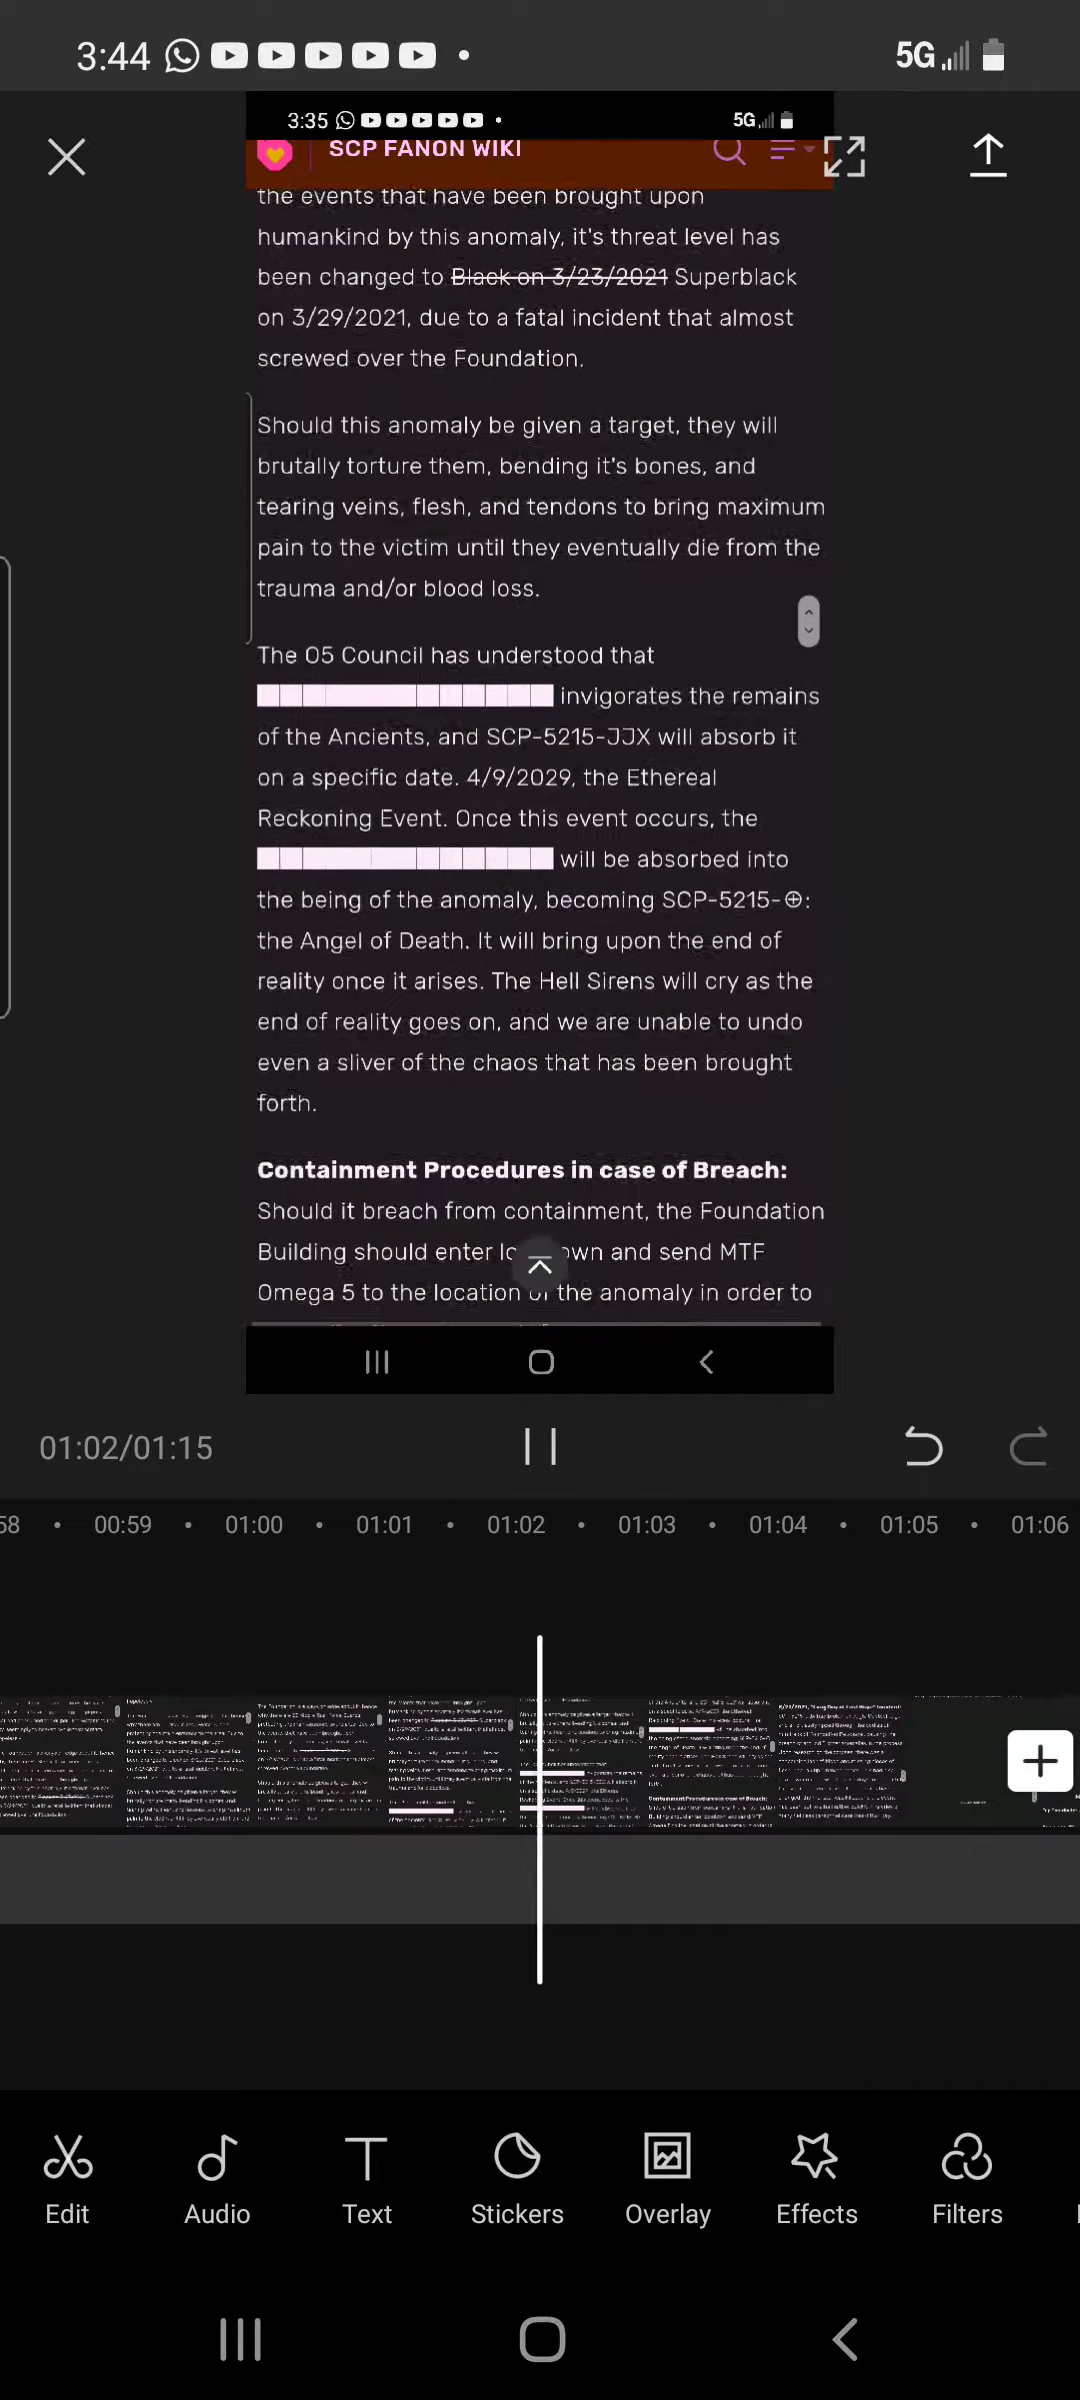 3:44
5G
3:35
5G
SCP FANON WIKI
the events that have been brought upon
humankind by this anomaly, it's threat level has
been changed to Black on 3/23/2021 Superblack
on 3/29/2021, due to a fatal incident that almost
screwed over the Foundation.
Should this anomaly be given a target, they will
brutally torture them, bending it's bones, and
tearing veins, flesh, and tendons to bring maximum
pain to the victim until they eventually die from the
trauma and/or blood loss.
The 05 Council has understood that
invigorates the remains
of the Ancients, and SCP-5215-JJX will absorb it
on a specific date. 4/9/2029, the Ethereal
Reckoning Event. Once this event occurs, the
will be absorbed into
the being of the anomaly, becoming SCP-5215-⊕:
the Angel of Death. It will bring upon the end of
reality once it arises. The Hell Sirens will cry as the
end of reality goes on, and we are unable to undo
even a sliver of the chaos that has been brought
forth.
Containment Procedures in case of Breach:
Should it breach from containment, the Foundation
Building should enter lo own and send MTF
Omega 5 to the location of the anomaly in order to
01:02/01:15
58 • 00:59 • 01:00 • 01:01 • 01:02 • 01:03 • 01:04 • 01:05 • 01:06
Edit Audio Text Stickers Overlay Effects Filters